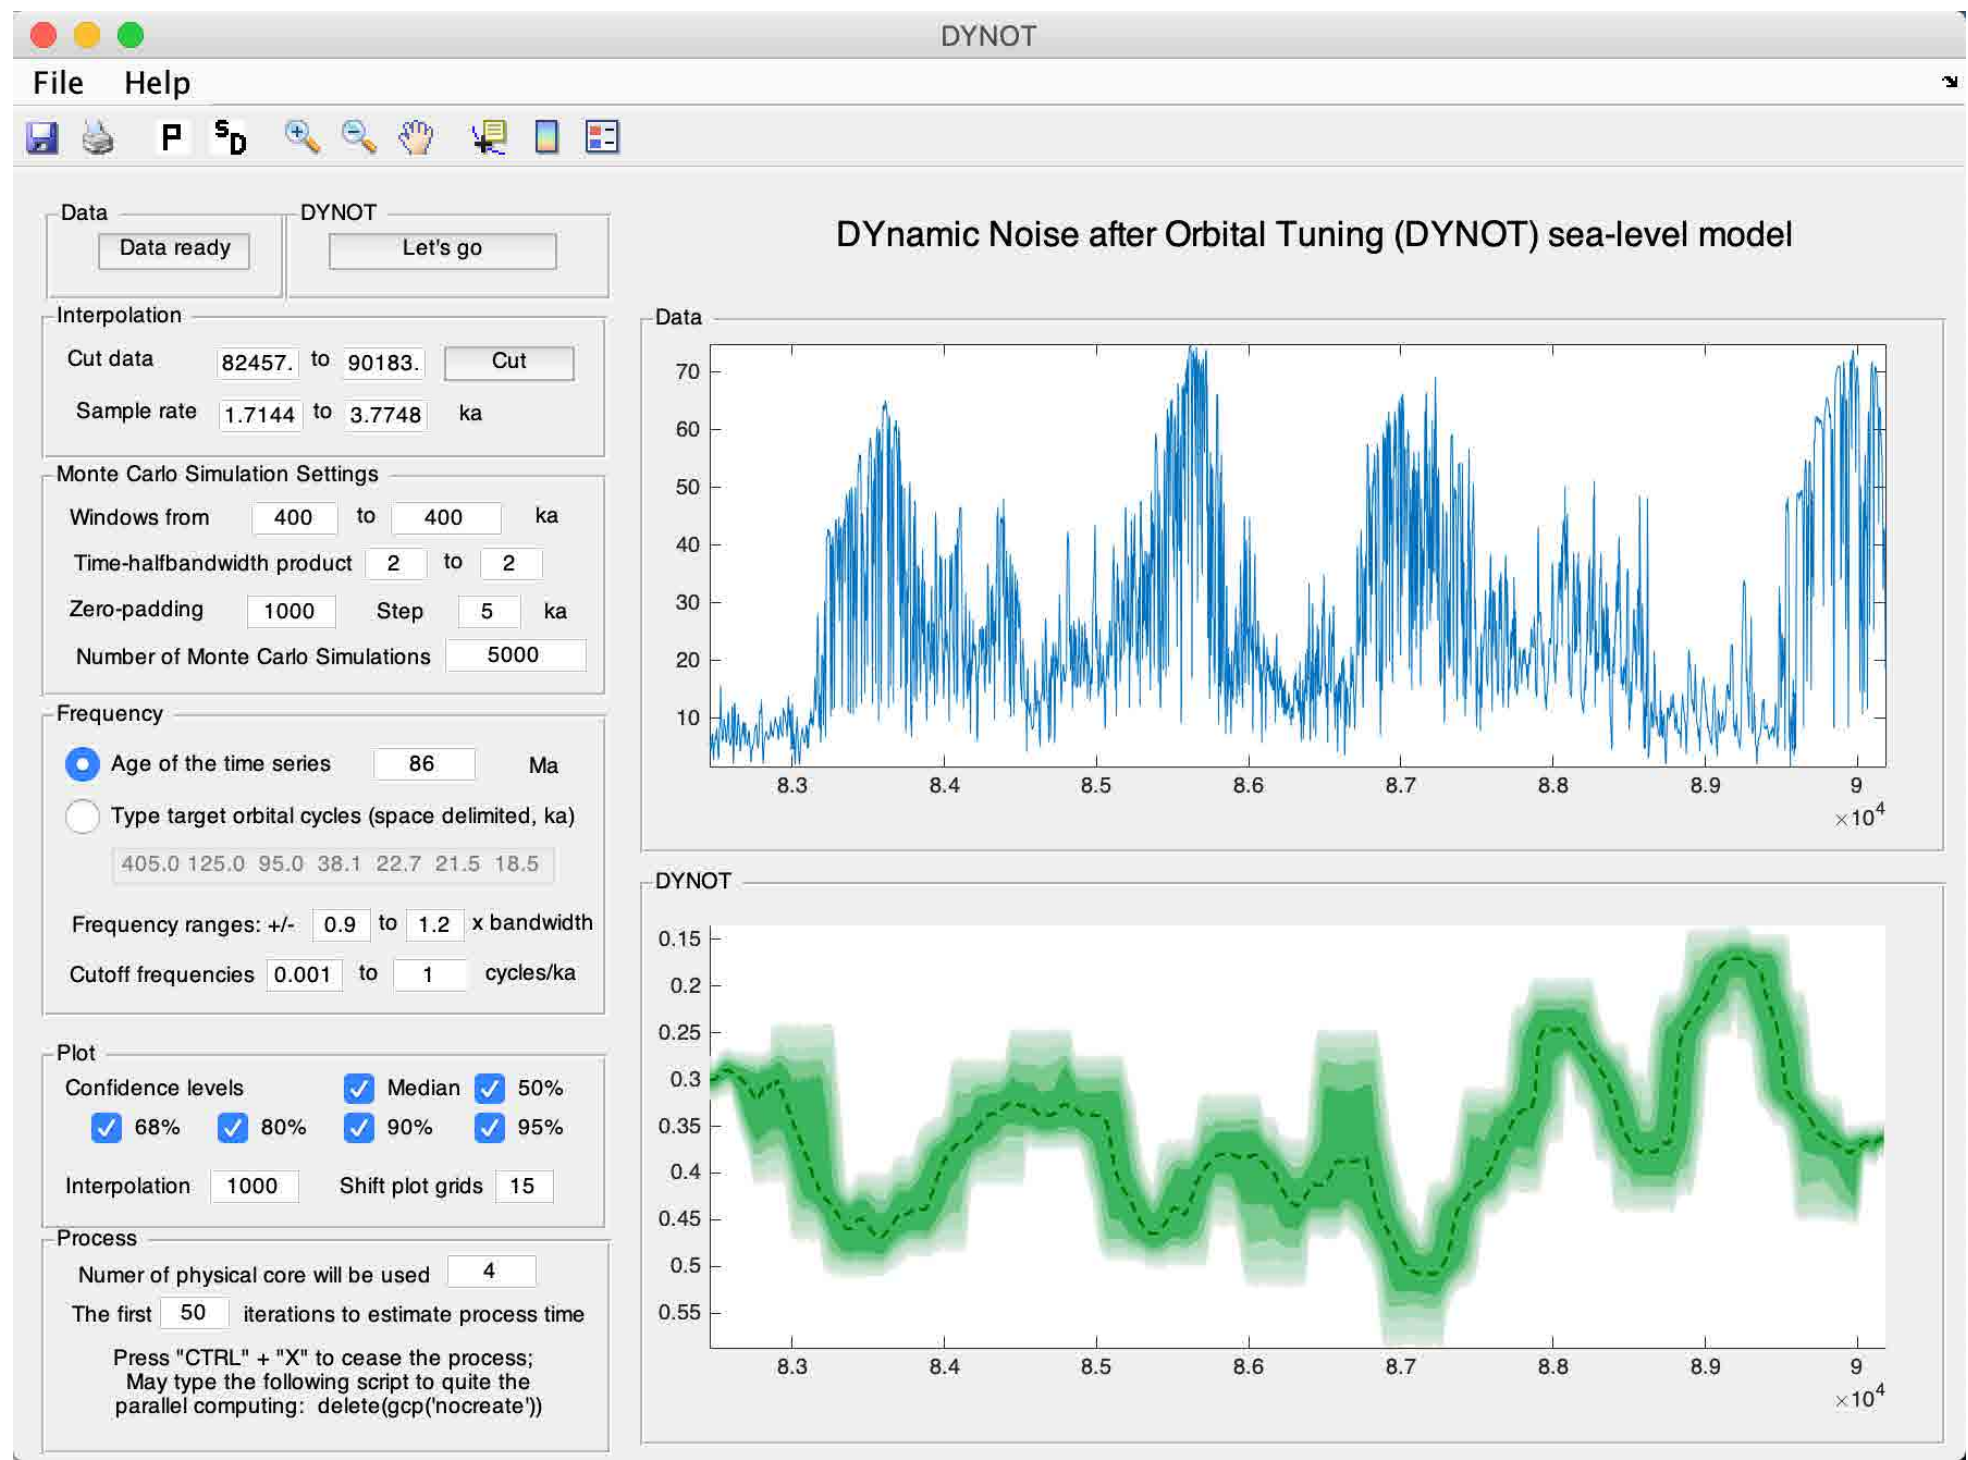 DYNOT
File Help
P SD
Data
Data ready
DYNOT
Let's go
Interpolation
Cut data 82457. to 90183. Cut
Sample rate 1.7144 to 3.7748 ka
Monte Carlo Simulation Settings
Windows from 400 to 400 ka
Time-halfbandwidth product 2 to 2
Zero-padding 1000 Step 5 ka
Number of Monte Carlo Simulations 5000
Frequency
Age of the time series 86 Ma
Type target orbital cycles (space delimited, ka)
405.0 125.0 95.0 38.1 22.7 21.5 18.5
Frequency ranges: +/- 0.9 to 1.2 x bandwidth
Cutoff frequencies 0.001 to 1 cycles/ka
Plot
Confidence levels Median 50%
68% 80% 90% 95%
Interpolation 1000 Shift plot grids 15
Process
Numer of physical core will be used 4
The first 50 iterations to estimate process time
Press "CTRL" + "X" to cease the process;
May type the following script to quite the
parallel computing: delete(gcp('nocreate'))
DYnamic Noise after Orbital Tuning (DYNOT) sea-level model
Data
70
60
50
40
30
20
10
8.3 8.4 8.5 8.6 8.7 8.8 8.9 9
×10⁴
DYNOT
0.15
0.2
0.25
0.3
0.35
0.4
0.45
0.5
0.55
8.3 8.4 8.5 8.6 8.7 8.8 8.9 9
×10⁴